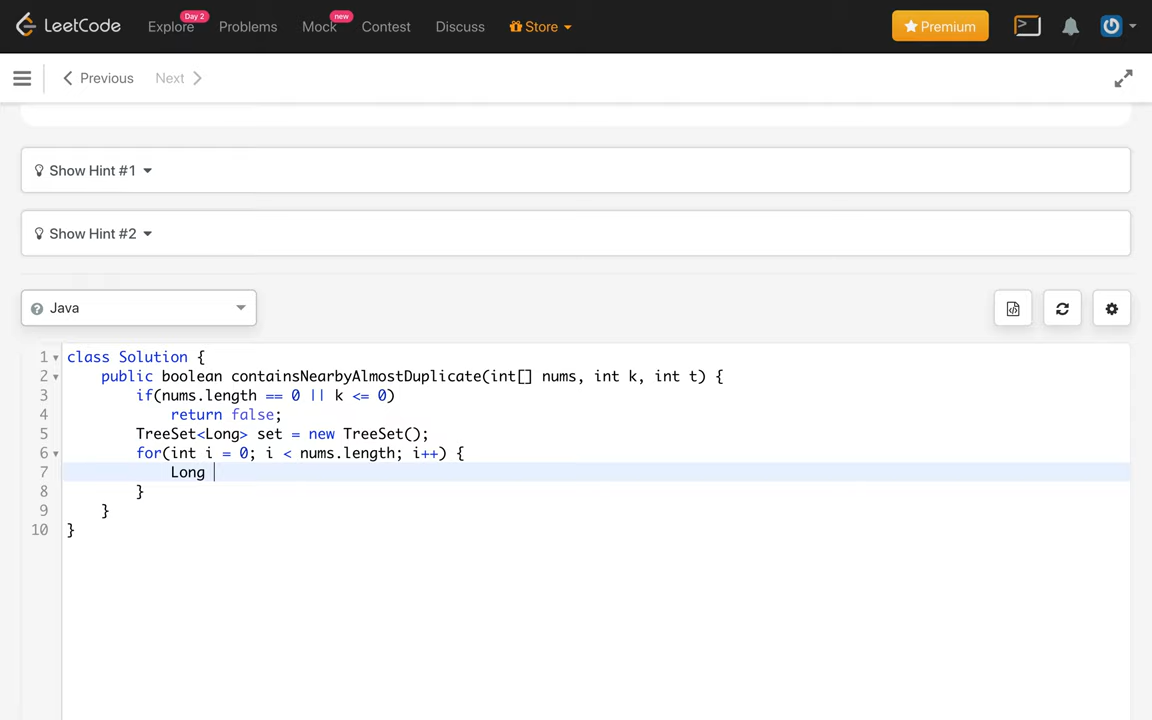 LeetCode Explore Day 2 Problems Mock new Contest Discuss Store Premium
Previous Next
Show Hint #1
Show Hint #2
Java
1 class Solution {
2 public boolean containsNearbyAlmostDuplicate(int[] nums, int k, int t) {
3 if(nums.length == 0 || k <= 0)
4 return false;
5 TreeSet<Long> set = new TreeSet();
6 for(int i = 0; i < nums.length; i++) {
7 Long
8 }
9 }
10 }